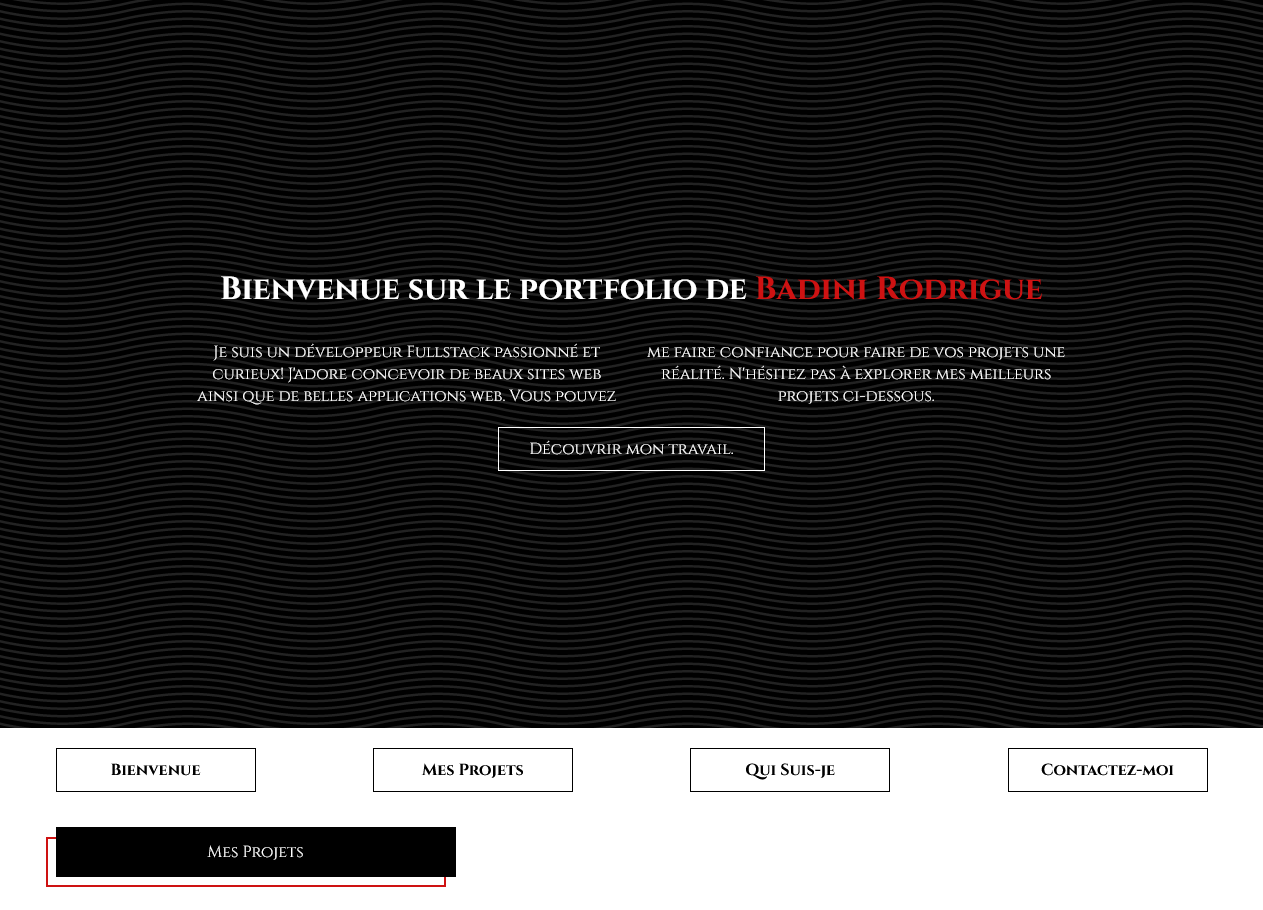 Bienvenue sur le portfolio de Badini Rodrigue
Je suis un développeur Fullstack passionné et
curieux! J'adore concevoir de beaux sites web
ainsi que de belles applications web. Vous pouvez
me faire confiance pour faire de vos projets une
réalité. N'hésitez pas à explorer mes meilleurs
projets ci-dessous.
Découvrir mon travail.
Bienvenue
Mes Projets
Qui Suis-je
Contactez-moi
Mes Projets